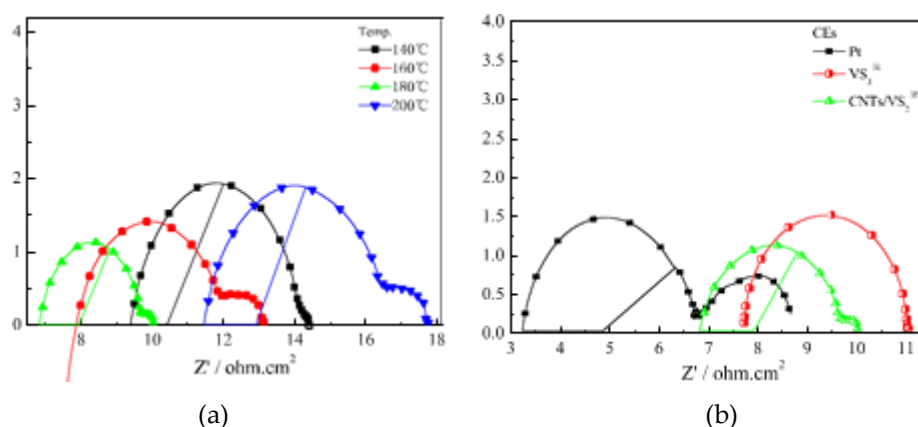 Temp.
140℃
160℃
180℃
200℃
4
3
2
1
0
8 10 12 14 16 18
Z' / ohm.cm²
(a)
CEs
Pt
VS₂
CNTs/VS₂
4.0
3.5
3.0
2.5
2.0
1.5
1.0
0.5
0.0
3 4 5 6 7 8 9 10 11
Z' / ohm.cm²
(b)